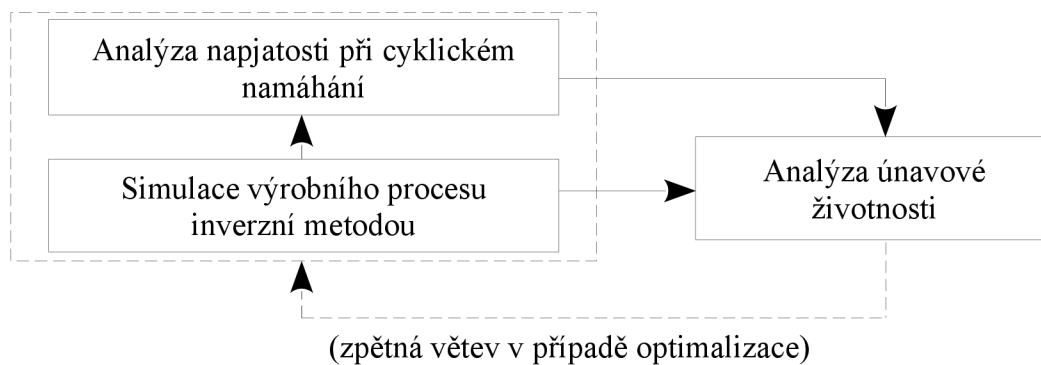 Analýza napjatosti při cyklickém
namáhání
Simulace výrobního procesu
inverzní metodou
Analýza únavové
životnosti
(zpětná větev v případě optimalizace)